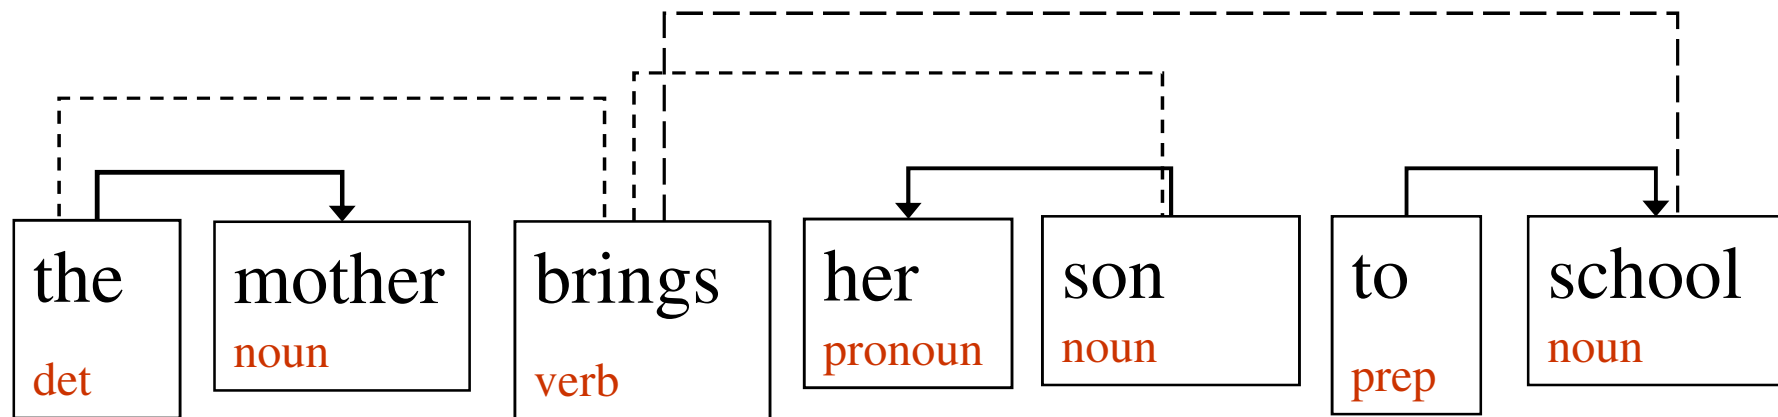 the mother brings her son to school
det noun verb pronoun noun prep noun